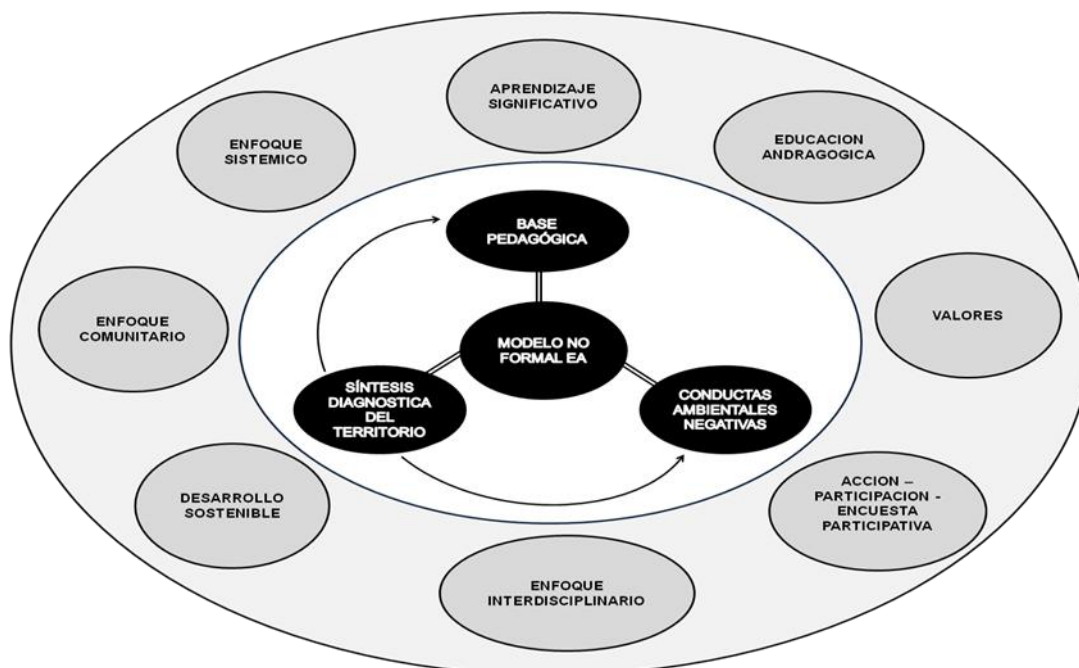 APRENDIZAJE
SIGNIFICATIVO
ENFOQUE
SISTEMICO
EDUCACION
ANDRAGOGICA
BASE
PEDAGÓGICA
ENFOQUE
COMUNITARIO
MODELO NO
FORMAL EA
VALORES
SÍNTESIS
DIAGNOSTICA
DEL
TERRITORIO
CONDUCTAS
AMBIENTALES
NEGATIVAS
DESARROLLO
SOSTENIBLE
ACCION –
PARTICIPACION -
ENCUESTA
PARTICIPATIVA
ENFOQUE
INTERDISCIPLINARIO